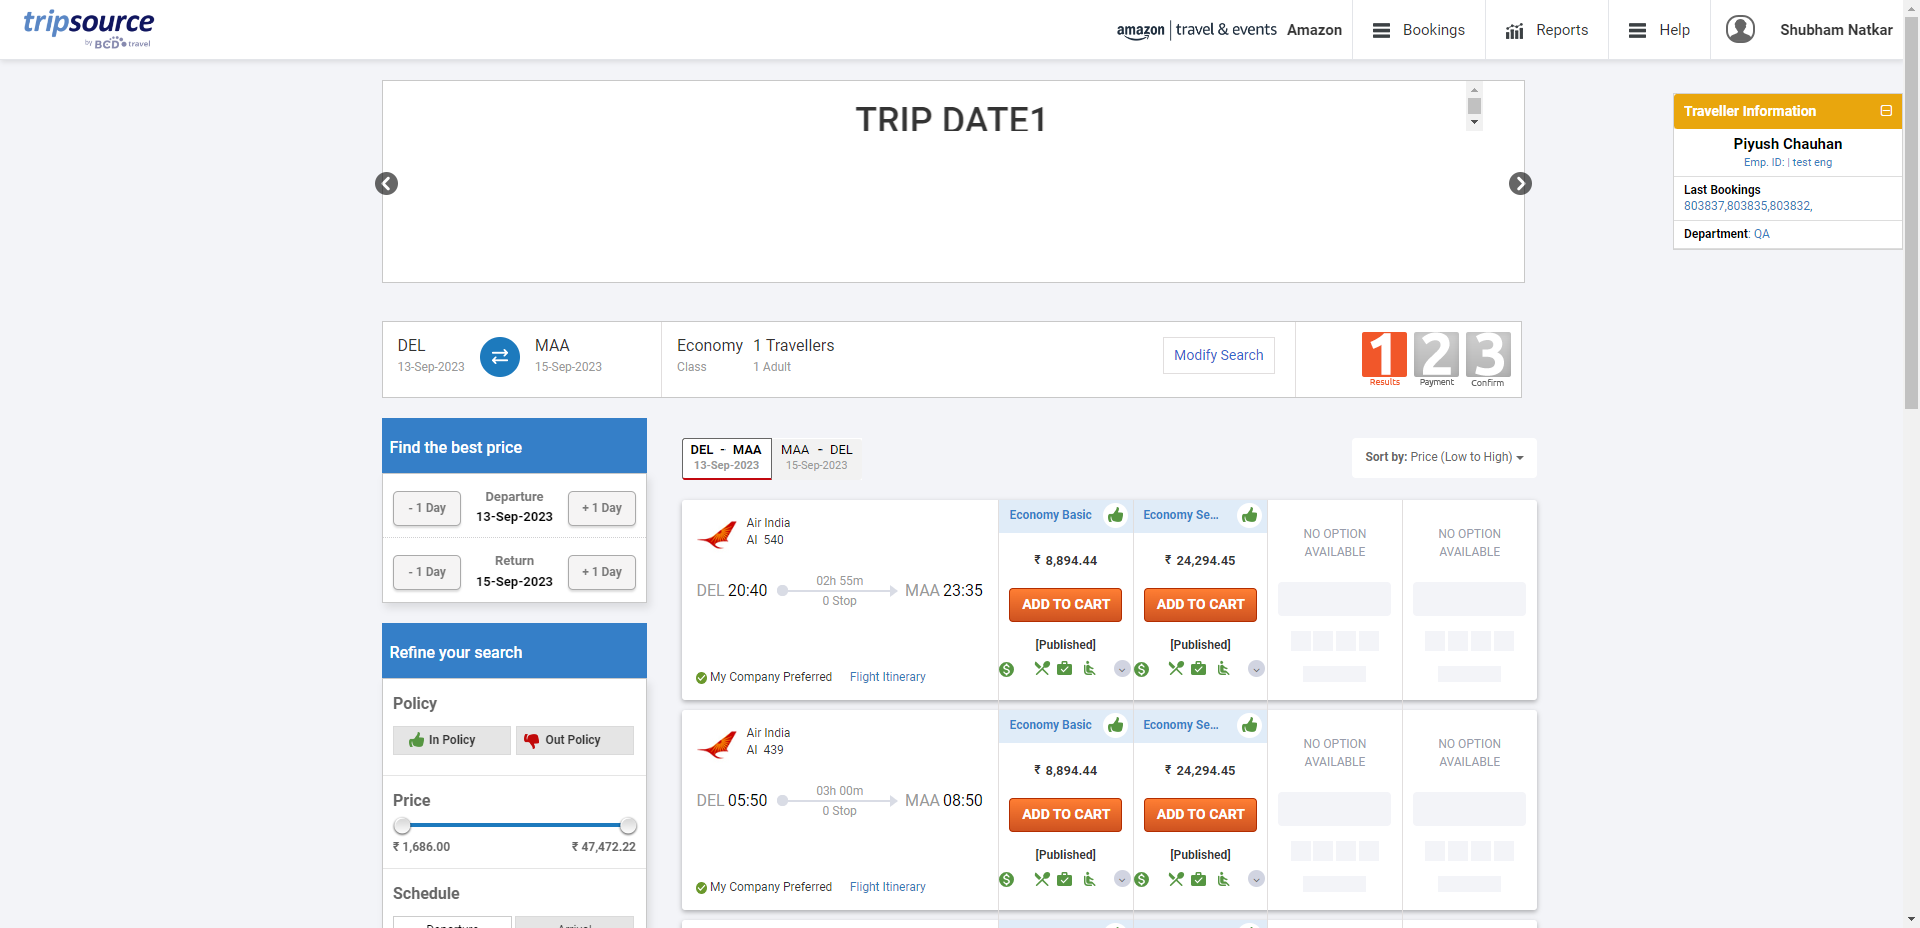 tripsource
by BCD travel
amazon | travel & events Amazon
Bookings
Reports
Help
Shubham Natkar
TRIP DATE1
Traveller Information
Piyush Chauhan
Emp. ID: | test eng
Last Bookings
803837,803835,803832,
Department: QA
DEL
13-Sep-2023
MAA
15-Sep-2023
Economy
Class
1 Travellers
1 Adult
Modify Search
1 2 3
Results Payment Confirm
Find the best price
- 1 Day
Departure
13-Sep-2023
+ 1 Day
- 1 Day
Return
15-Sep-2023
+ 1 Day
Refine your search
Policy
In Policy
Out Policy
Price
₹ 1,686.00
₹ 47,472.22
Schedule
Departure
Arrival
DEL - MAA
13-Sep-2023
MAA - DEL
15-Sep-2023
Sort by: Price (Low to High)
Air India
AI 540
DEL 20:40
02h 55m
0 Stop
MAA 23:35
My Company Preferred
Flight Itinerary
Economy Basic
₹ 8,894.44
ADD TO CART
[Published]
Economy Se...
₹ 24,294.45
ADD TO CART
[Published]
NO OPTION
AVAILABLE
NO OPTION
AVAILABLE
Air India
AI 439
DEL 05:50
03h 00m
0 Stop
MAA 08:50
My Company Preferred
Flight Itinerary
Economy Basic
₹ 8,894.44
ADD TO CART
[Published]
Economy Se...
₹ 24,294.45
ADD TO CART
[Published]
NO OPTION
AVAILABLE
NO OPTION
AVAILABLE